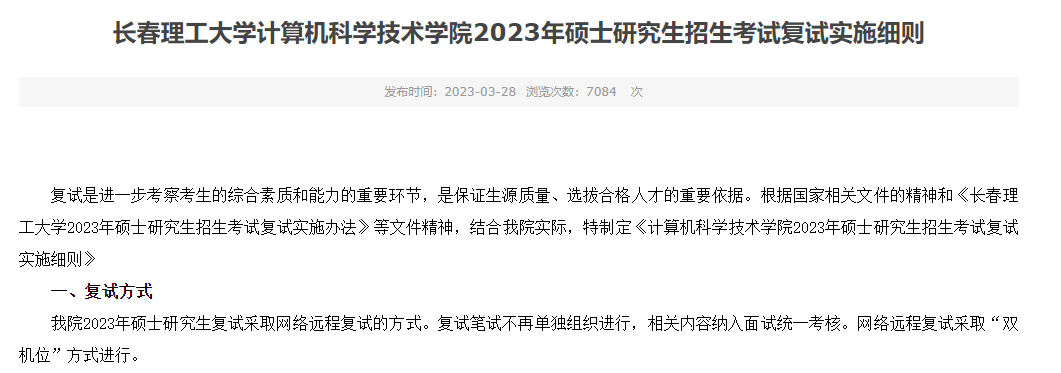 长春理工大学计算机科学技术学院2023年硕士研究生招生考试复试实施细则
发布时间：2023-03-28 浏览次数：7084 次
复试是进一步考察考生的综合素质和能力的重要环节，是保证生源质量、选拔合格人才的重要依据。根据国家相关文件的精神和《长春理
工大学2023年硕士研究生招生考试复试实施办法》等文件精神，结合我院实际，特制定《计算机科学技术学院2023年硕士研究生招生考试复试
实施细则》
一、复试方式
我院2023年硕士研究生复试采取网络远程复试的方式。复试笔试不再单独组织进行，相关内容纳入面试统一考核。网络远程复试采取“双
机位”方式进行。